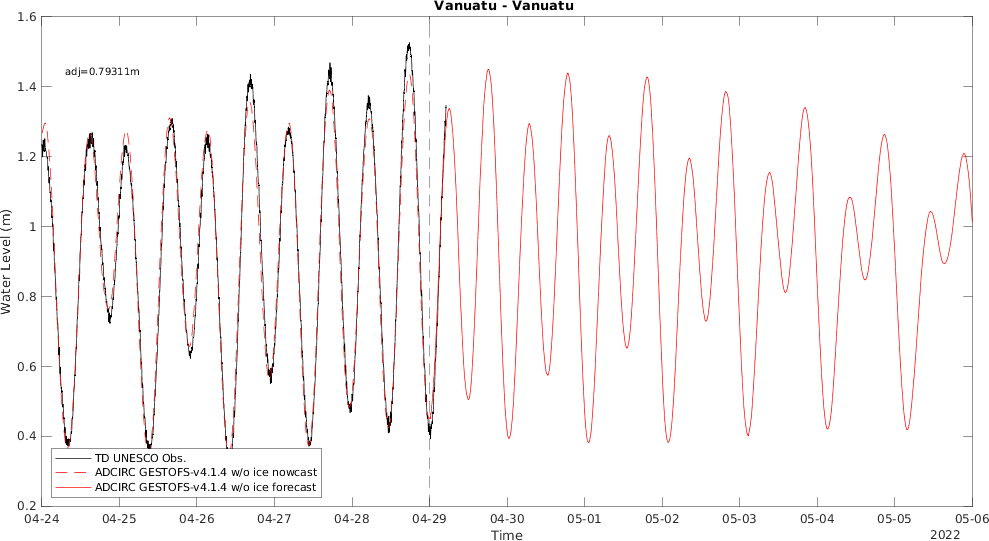 Vanuatu - Vanuatu
1.6
1.4
1.2
1
0.8
0.6
0.4
0.2
Water Level (m)
adj=0.79311m
TD UNESCO Obs.
ADCIRC GESTOFS-v4.1.4 w/o ice nowcast
ADCIRC GESTOFS-v4.1.4 w/o ice forecast
04-24 04-25 04-26 04-27 04-28 04-29 04-30 05-01 05-02 05-03 05-04 05-05 05-06
Time
2022